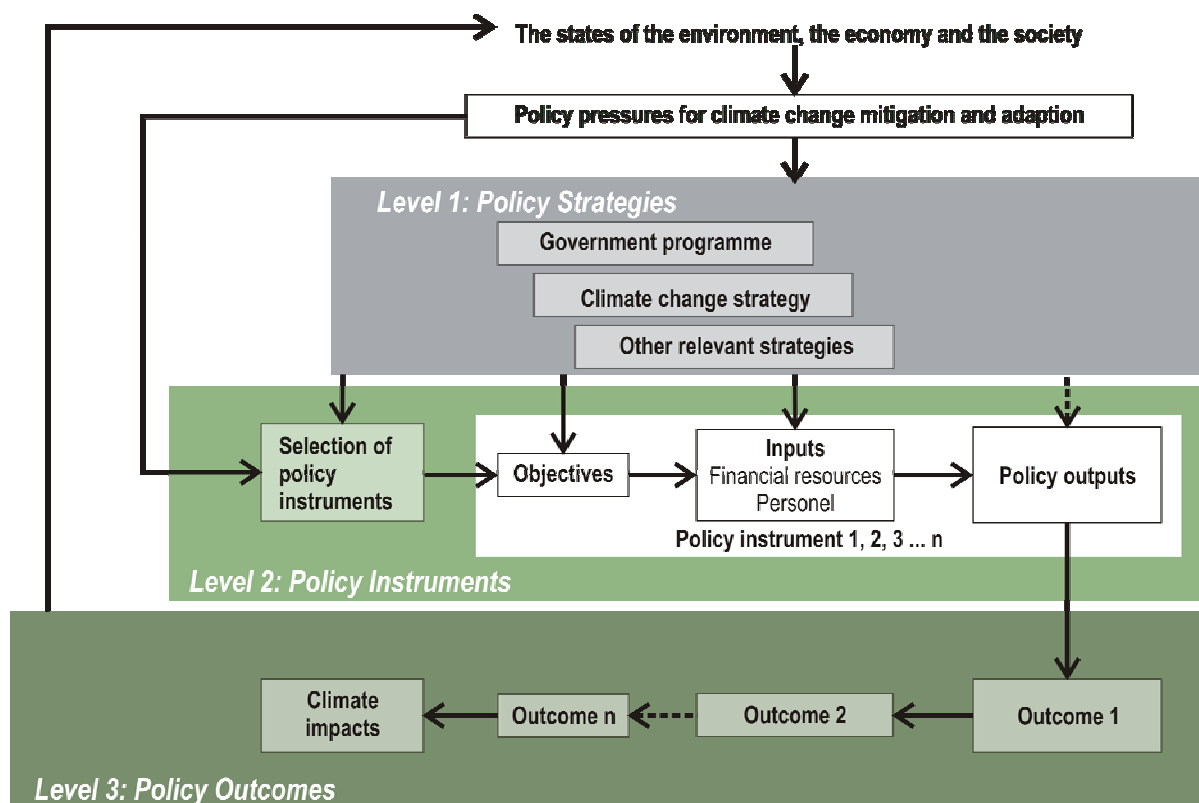 The states of the environment, the economy and the society
Policy pressures for climate change mitigation and adaption
Level 1: Policy Strategies
Government programme
Climate change strategy
Other relevant strategies
Selection of
policy
instruments
Objectives
Inputs
Financial resources
Personel
Policy outputs
Policy instrument 1, 2, 3 ... n
Level 2: Policy Instruments
Climate
impacts
Outcome n
Outcome 2
Outcome 1
Level 3: Policy Outcomes